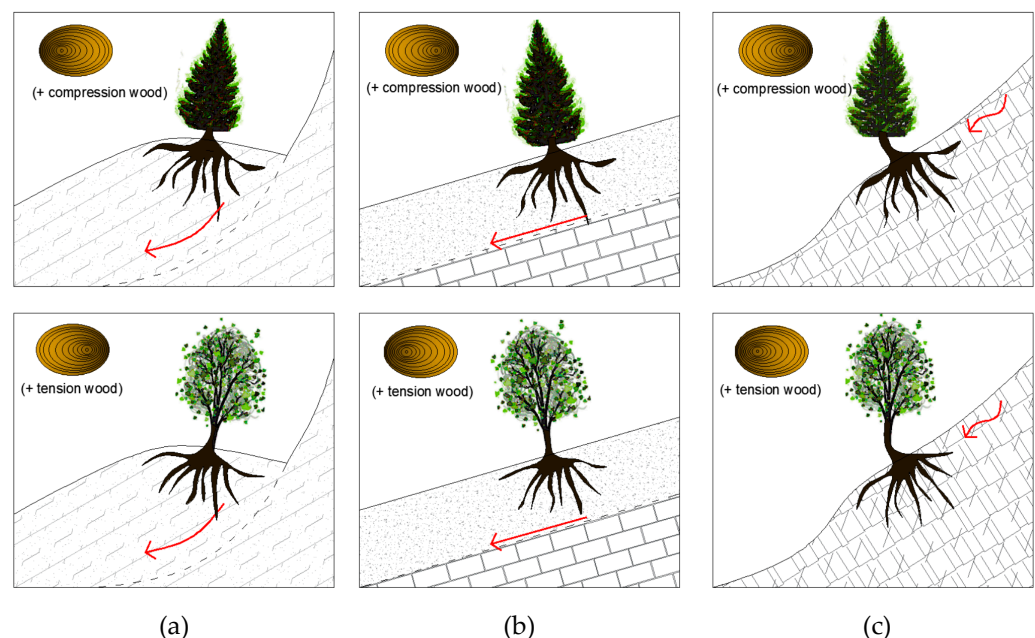 (+ compression wood)
(+ compression wood)
(+ compression wood)
(+ tension wood)
(+ tension wood)
(+ tension wood)
(a)
(b)
(c)